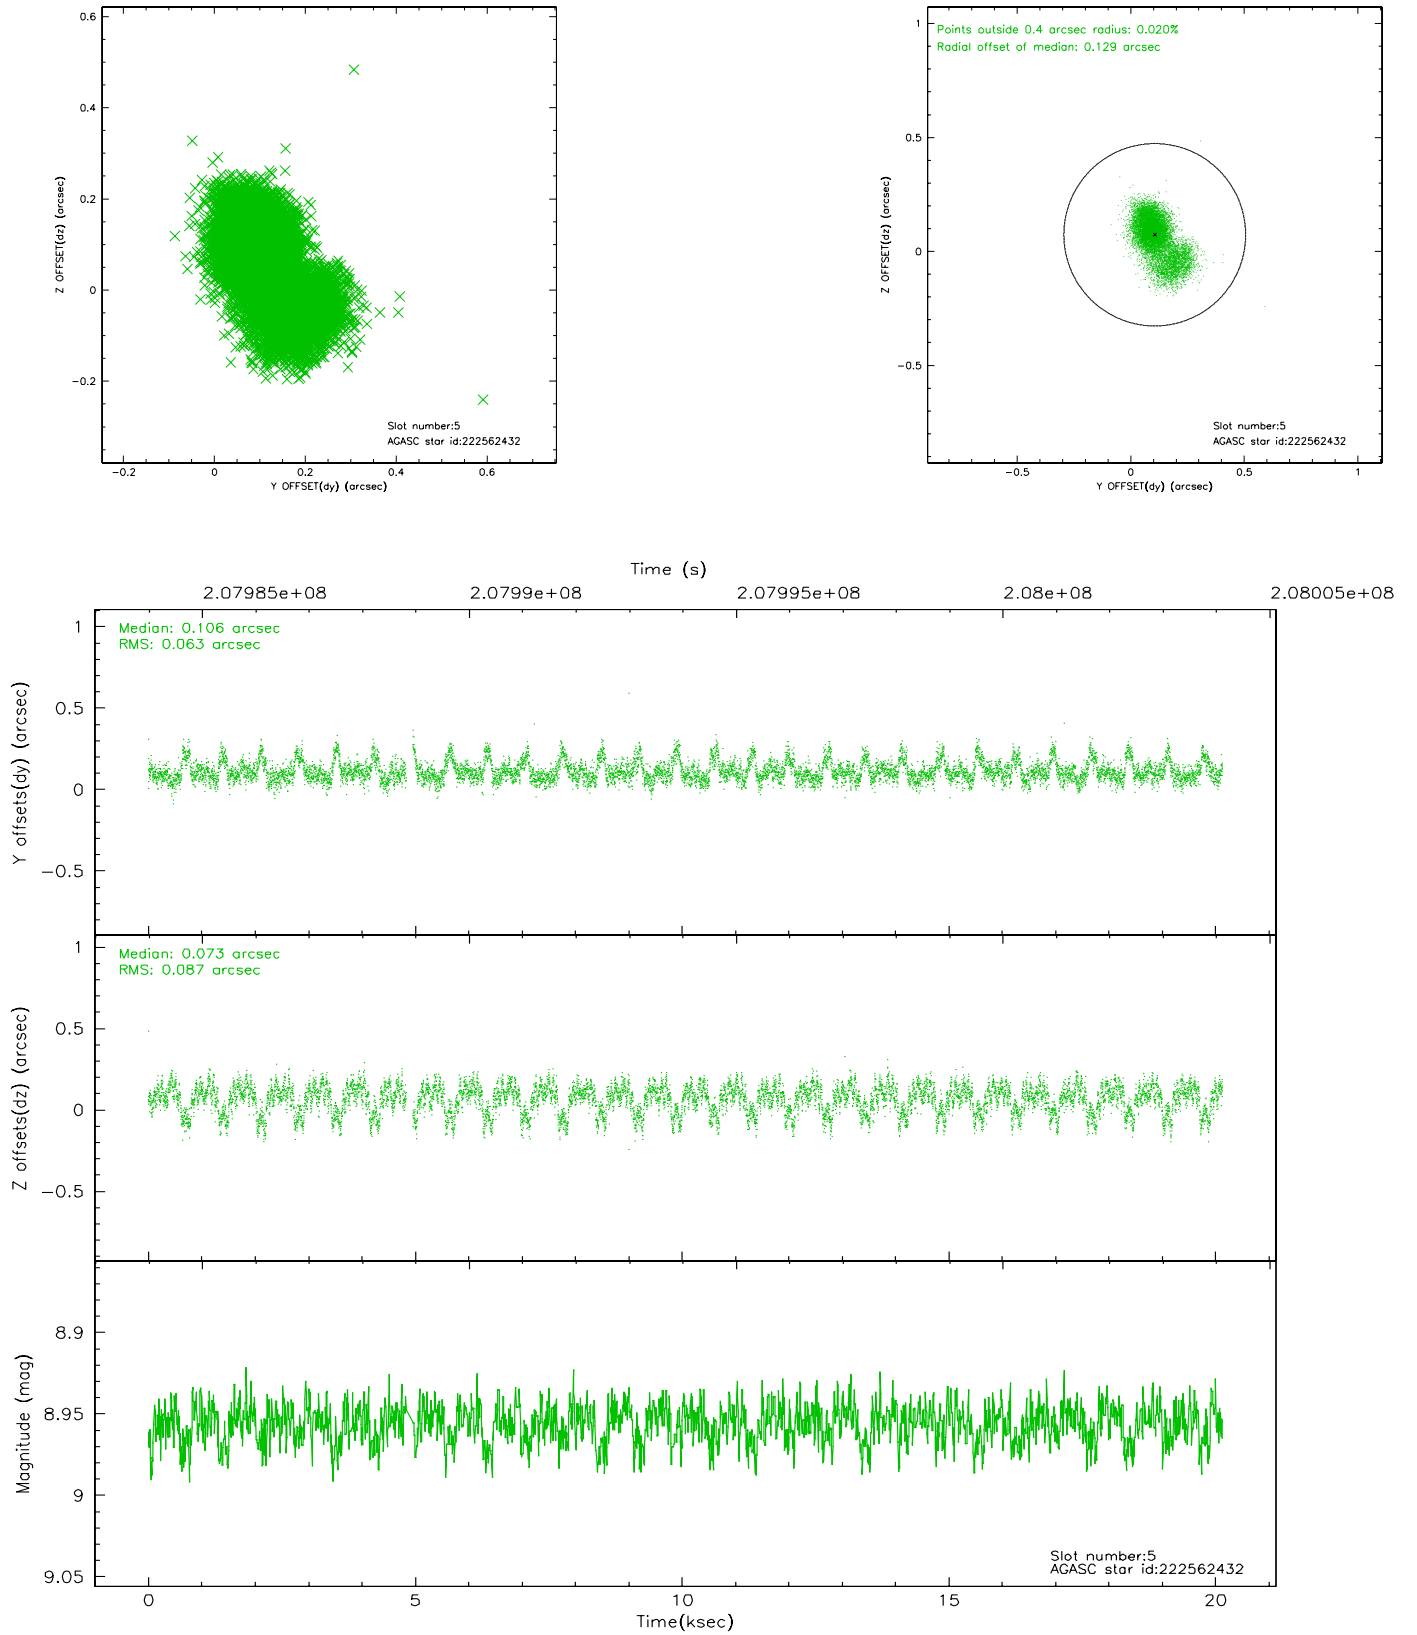 0.6
0.4
0.2
0
−0.2
Z OFFSET(dz) (arcsec)
Slot number:5
AGASC star id:222562432
−0.2 0 0.2 0.4 0.6
Y OFFSET(dy) (arcsec)
Points outside 0.4 arcsec radius: 0.020%
Radial offset of median: 0.129 arcsec
1
0.5
0
−0.5
Z OFFSET(dz) (arcsec)
Slot number:5
AGASC star id:222562432
−0.5 0 0.5 1
Y OFFSET(dy) (arcsec)
Time (s)
2.07985e+08 2.0799e+08 2.07995e+08 2.08e+08 2.08005e+08
Median: 0.106 arcsec
RMS: 0.063 arcsec
1
0.5
0
−0.5
Y offsets(dy) (arcsec)
Median: 0.073 arcsec
RMS: 0.087 arcsec
1
0.5
0
−0.5
Z offsets(dz) (arcsec)
8.9
8.95
9
9.05
Magnitude (mag)
Slot number:5
AGASC star id:222562432
0 5 10 15 20
Time(ksec)